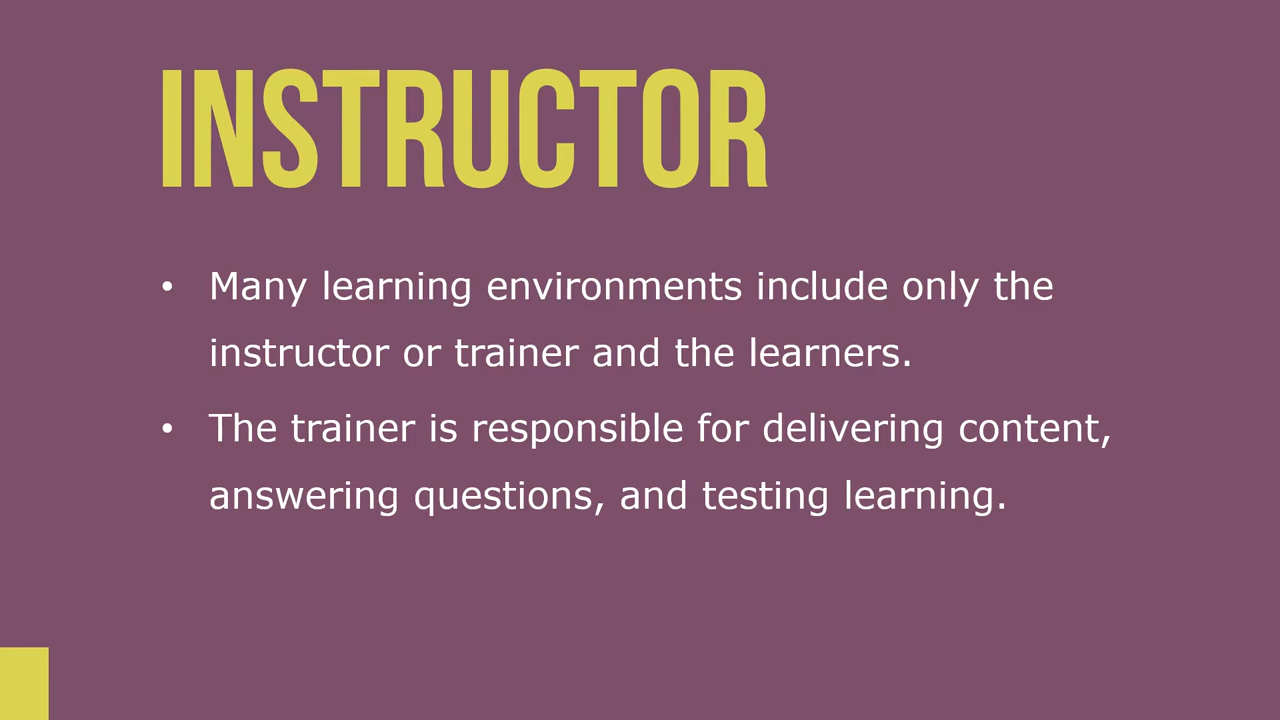 INSTRUCTOR
• Many learning environments include only the
instructor or trainer and the learners.
• The trainer is responsible for delivering content,
answering questions, and testing learning.